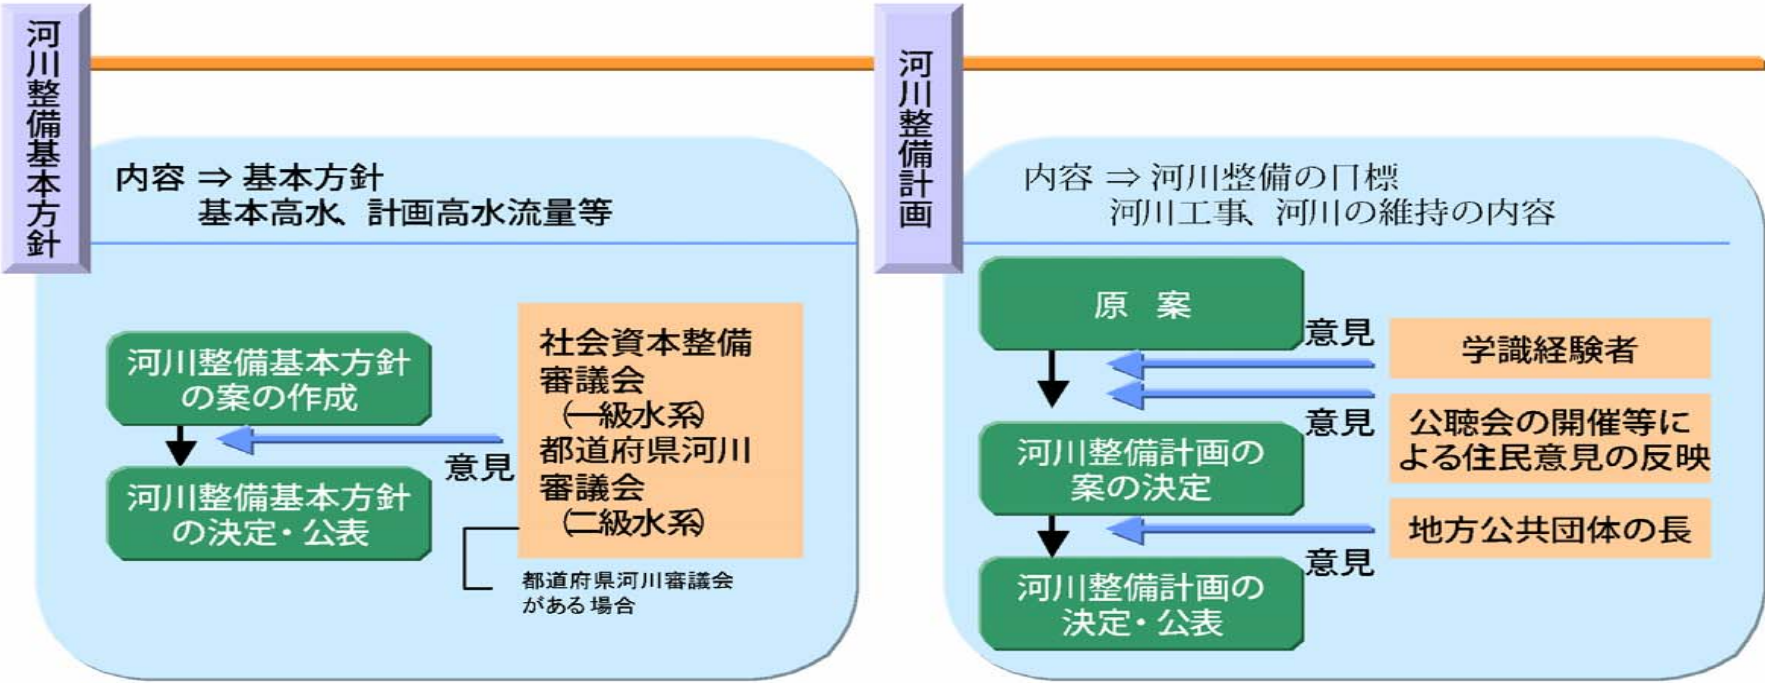 河川整備基本方針
内容 ⇒ 基本方針
基本高水、計画高水流量等
河川整備基本方針
の案の作成
意見
社会資本整備
審議会
(一級水系)
都道府県河川
審議会
(二級水系)
河川整備基本方針
の決定・公表
都道府県河川審議会
がある場合
河川整備計画
内容 ⇒ 河川整備の目標
河川工事、河川の維持の内容
原 案
意見
学識経験者
意見
公聴会の開催等に
よる住民意見の反映
河川整備計画の
案の決定
地方公共団体の長
意見
河川整備計画の
決定・公表